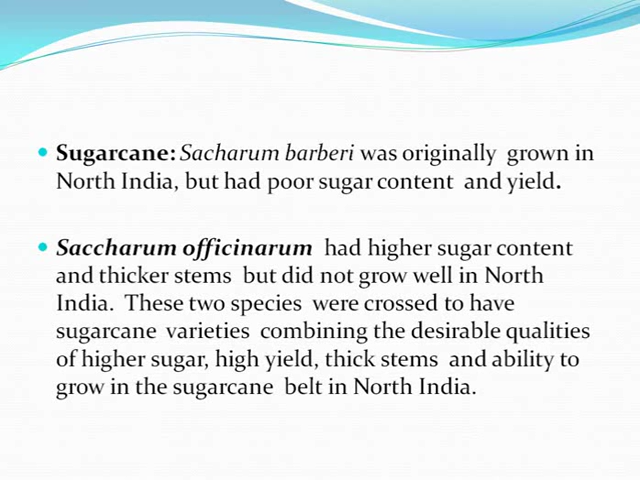 Sugarcane: Sacharum barberi was originally grown in
North India, but had poor sugar content and yield.
Saccharum officinarum had higher sugar content
and thicker stems but did not grow well in North
India. These two species were crossed to have
sugarcane varieties combining the desirable qualities
of higher sugar, high yield, thick stems and ability to
grow in the sugarcane belt in North India.